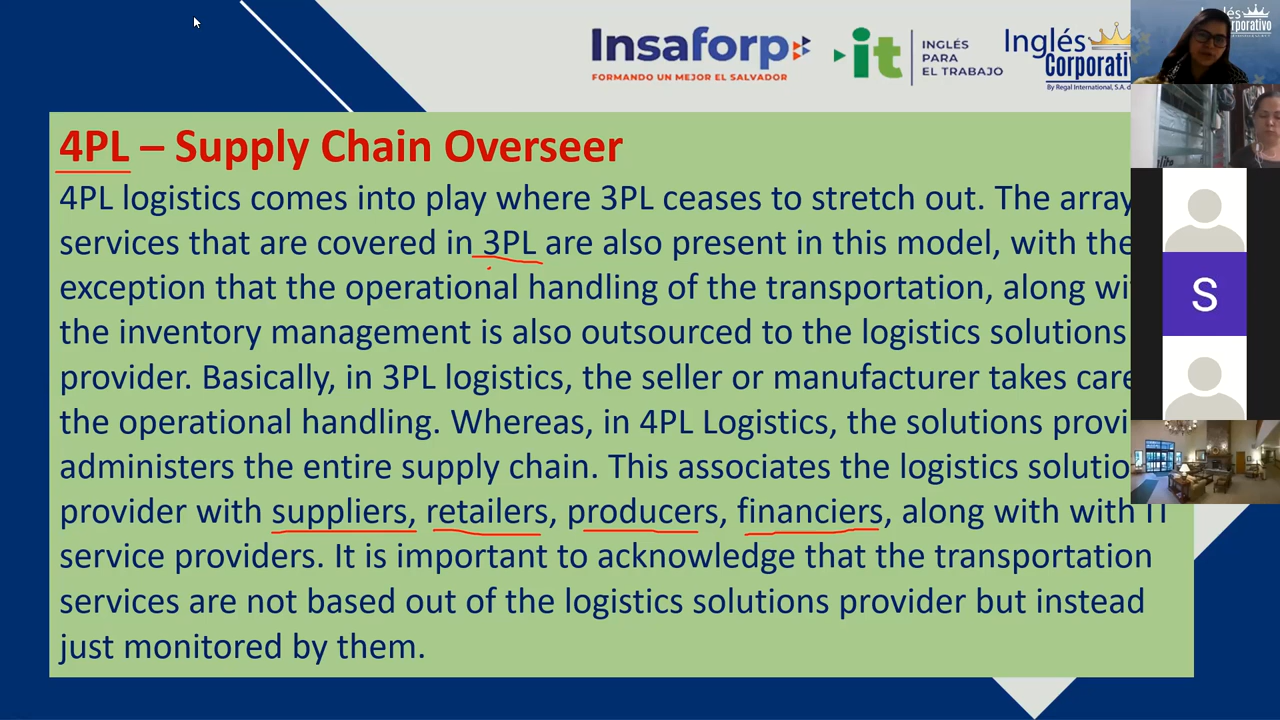 Insaforp
FORMANDO UN MEJOR EL SALVADOR
it
INGLÉS
PARA
EL TRABAJO
Inglés
Corporativ
By Regal International, S.A. d
4PL – Supply Chain Overseer
4PL logistics comes into play where 3PL ceases to stretch out. The array
services that are covered in 3PL are also present in this model, with the
exception that the operational handling of the transportation, along wi
the inventory management is also outsourced to the logistics solutions
provider. Basically, in 3PL logistics, the seller or manufacturer takes care
the operational handling. Whereas, in 4PL Logistics, the solutions provi
administers the entire supply chain. This associates the logistics solutio
provider with suppliers, retailers, producers, financiers, along with with IT
service providers. It is important to acknowledge that the transportation
services are not based out of the logistics solutions provider but instead
just monitored by them.
S